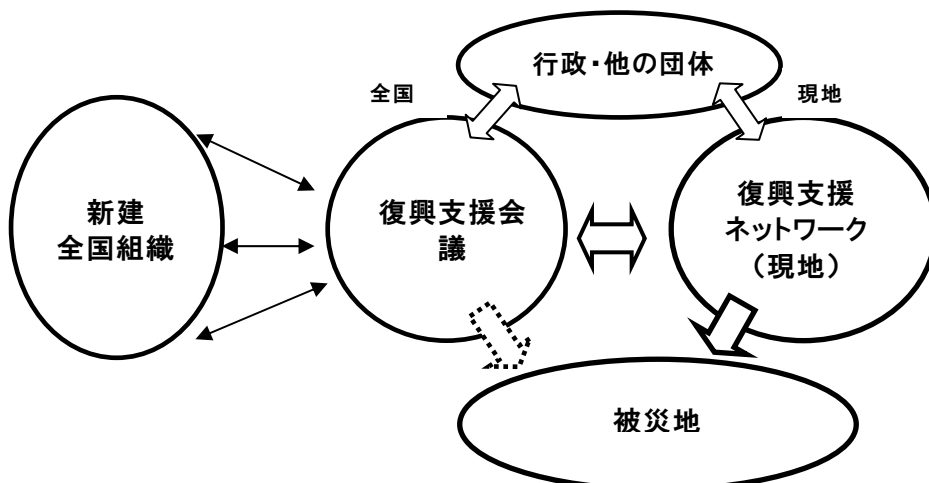 行政・他の団体
全国
現地
新建
全国組織
復興支援会
議
復興支援
ネットワーク
（現地）
被災地